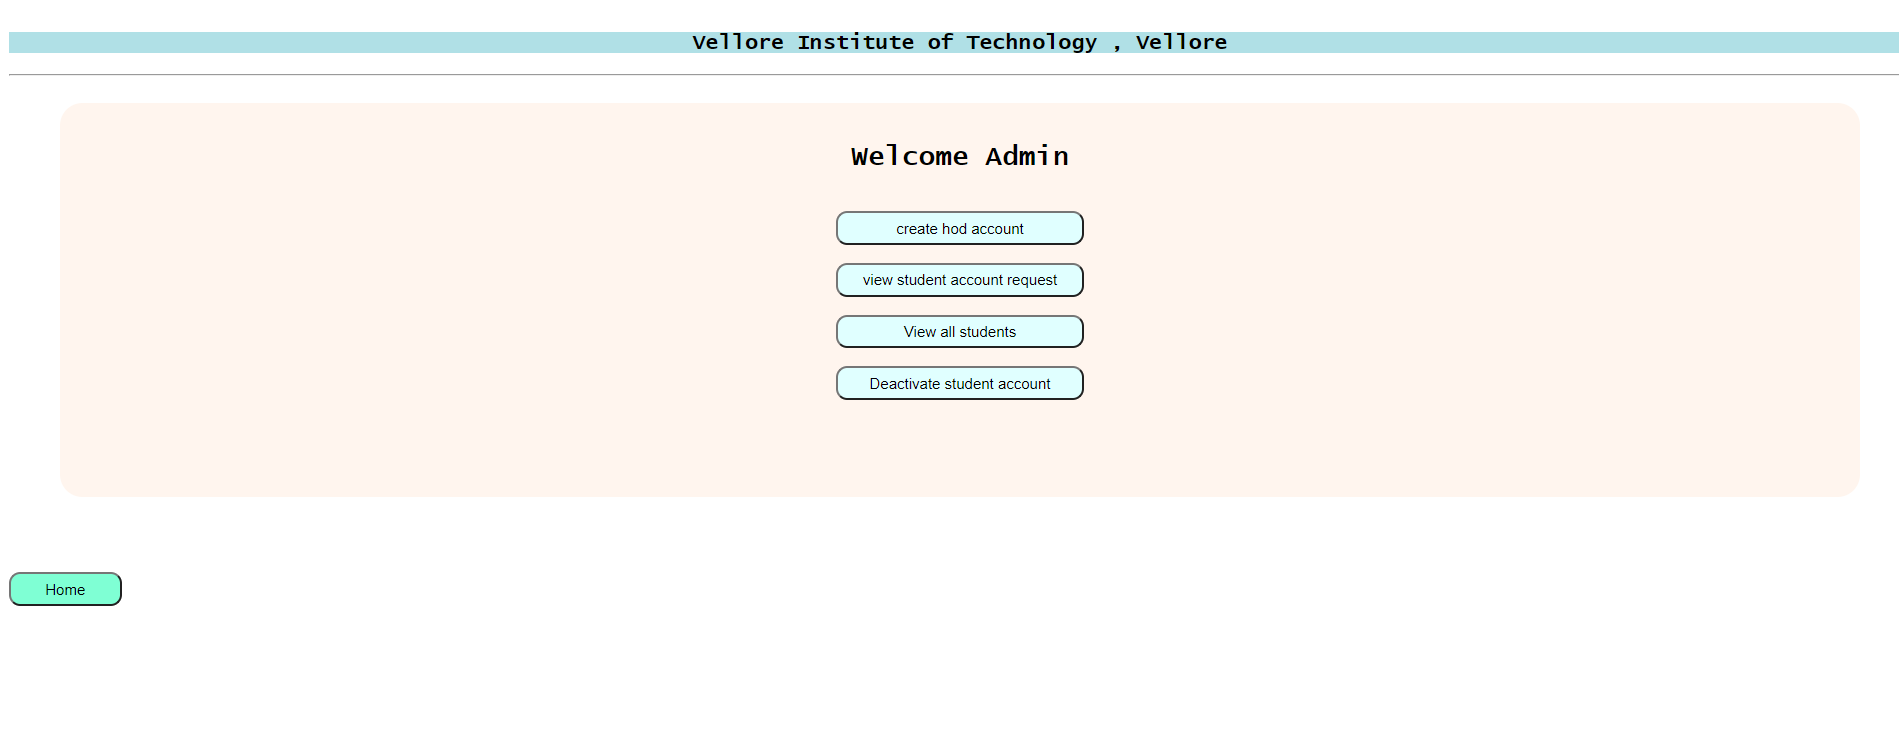 Vellore Institute of Technology , Vellore
Welcome Admin
create hod account
view student account request
View all students
Deactivate student account
Home